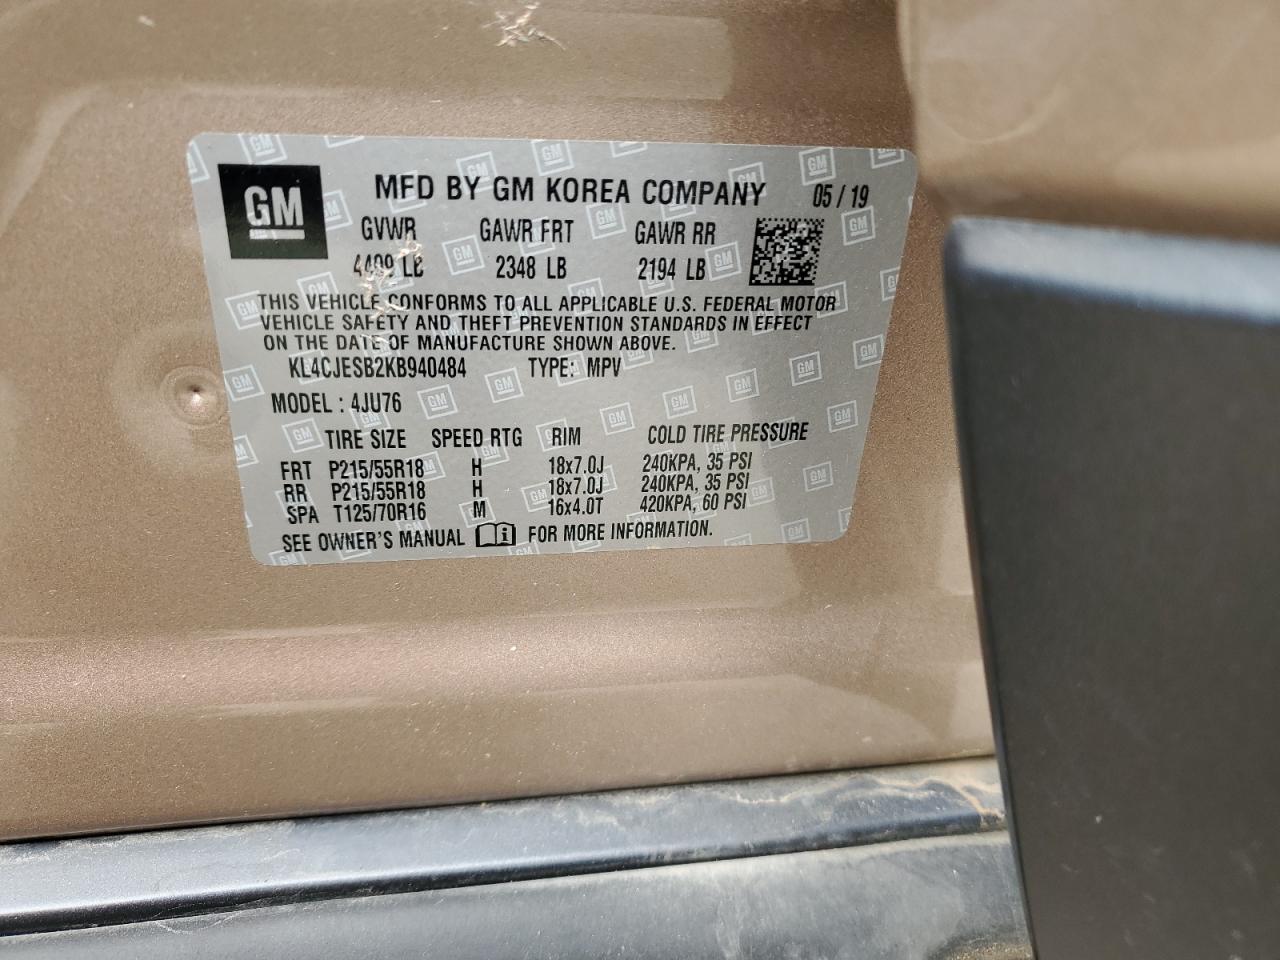 GM
MFD BY GM KOREA COMPANY 05 / 19
GVWR GAWR FRT GAWR RR
4409 LB 2348 LB 2194 LB
THIS VEHICLE CONFORMS TO ALL APPLICABLE U.S. FEDERAL MOTOR
VEHICLE SAFETY AND THEFT PREVENTION STANDARDS IN EFFECT
ON THE DATE OF MANUFACTURE SHOWN ABOVE.
KL4CJESB2KB940484 TYPE: MPV
MODEL : 4JU76
TIRE SIZE SPEED RTG RIM COLD TIRE PRESSURE
FRT P215/55R18 H 18x7.0J 240KPA, 35 PSI
RR P215/55R18 H 18x7.0J 240KPA, 35 PSI
SPA T125/70R16 M 16x4.0T 420KPA, 60 PSI
SEE OWNER'S MANUAL FOR MORE INFORMATION.